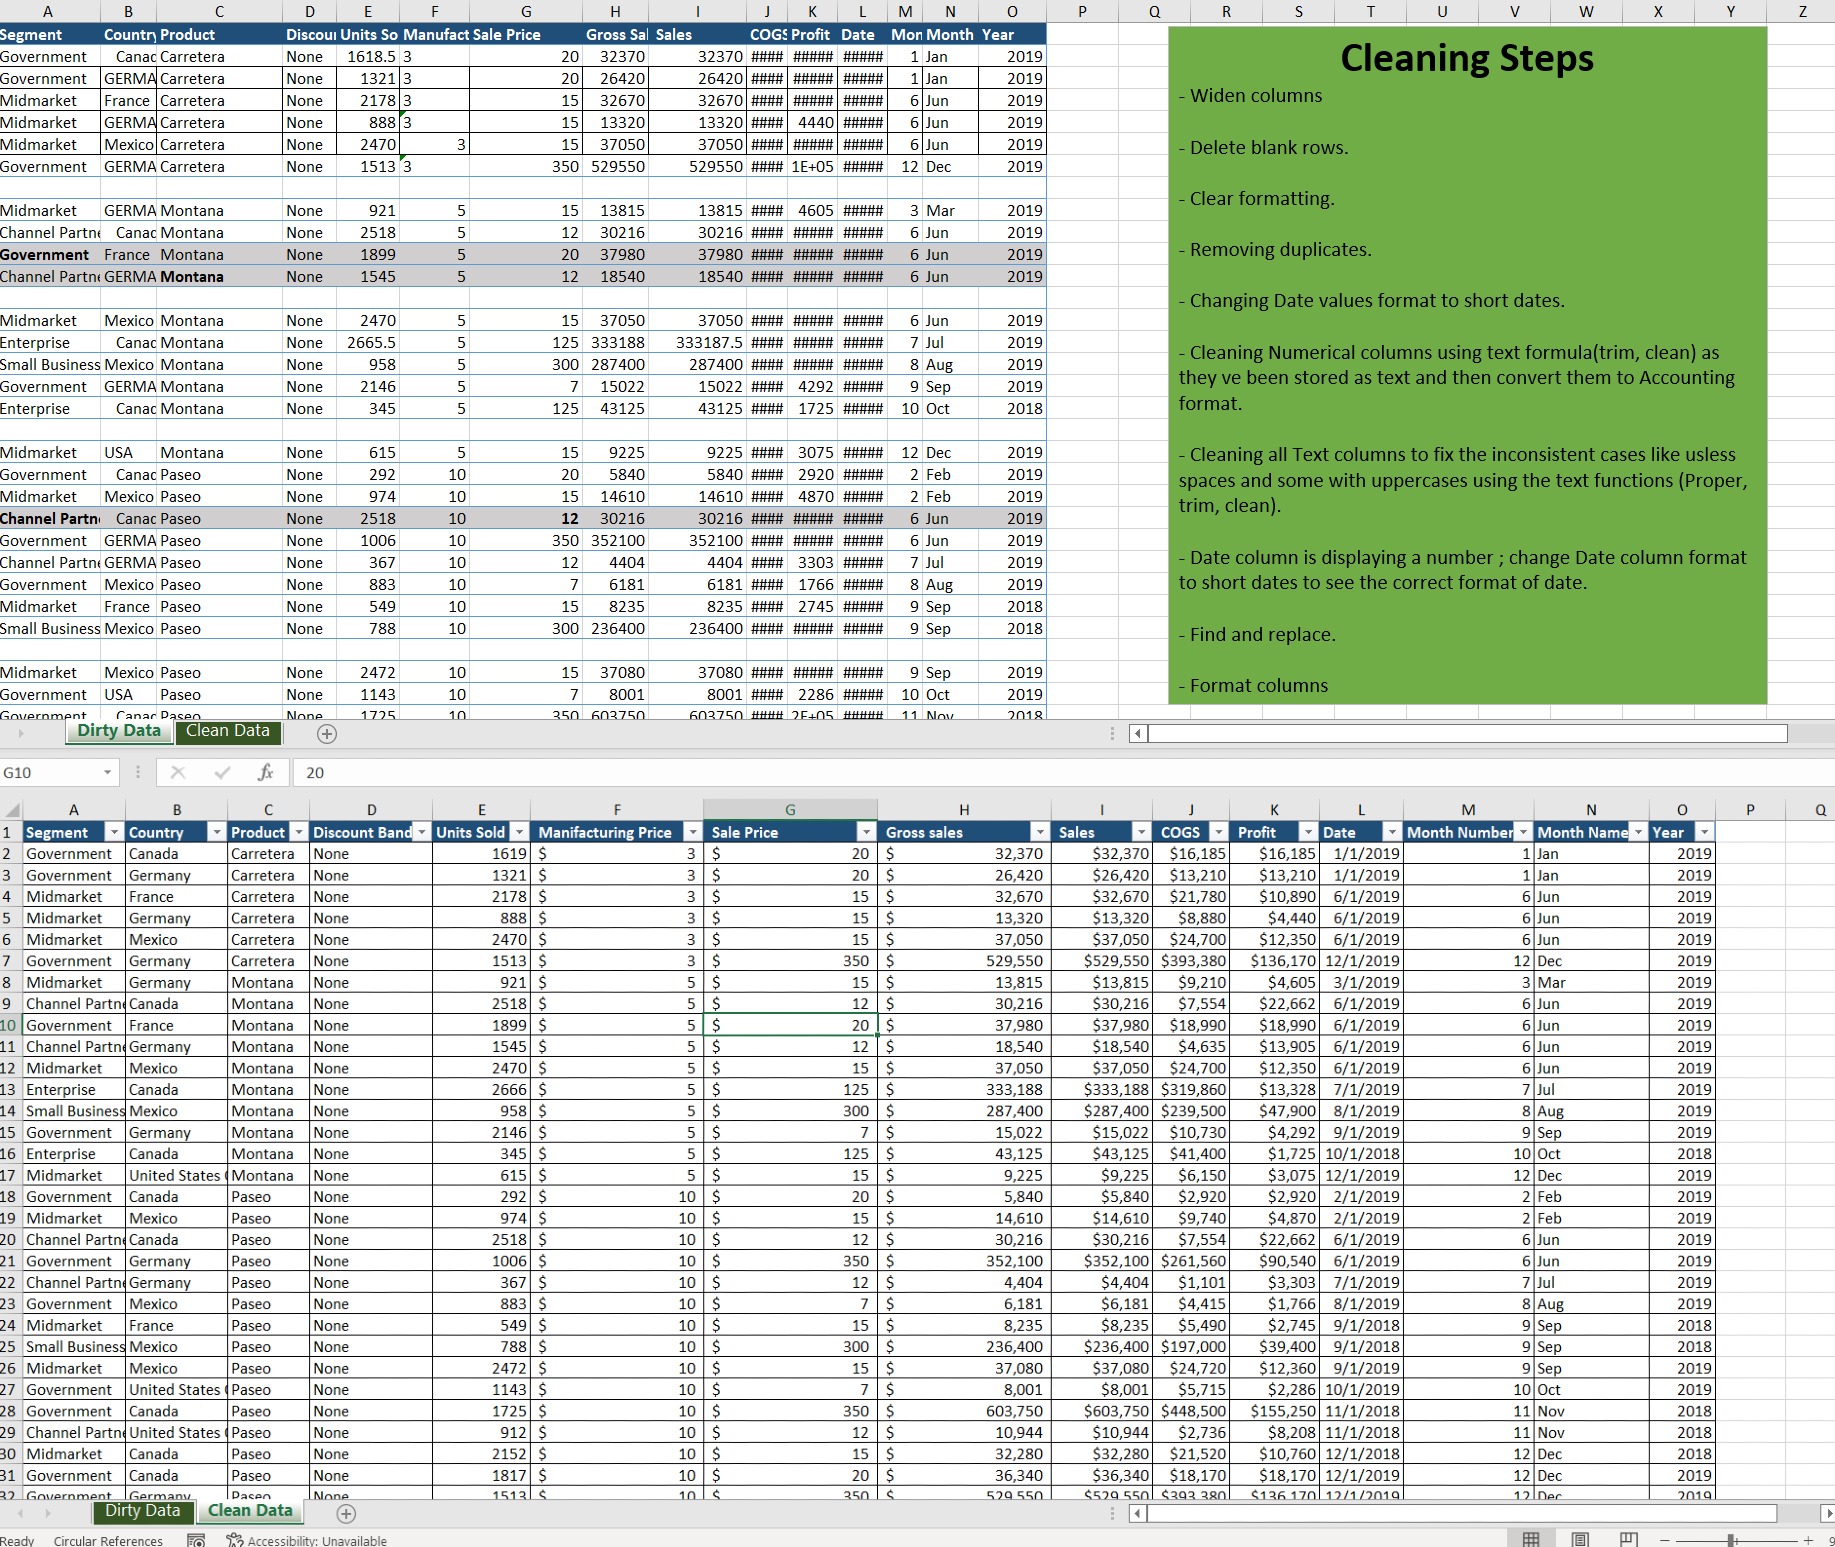 A B C D E F G H I J K L M N O P Q R S T U V W X Y Z
Segment Country Product Discou Units So Manufact Sale Price Gross Sal Sales COGS Profit Date Mon Month Year
Government Canad Carretera None 1618.5 3 20 32370 32370 #### ##### ##### 1 Jan 2019
Government GERMA Carretera None 1321 3 20 26420 26420 #### ##### ##### 1 Jan 2019
Midmarket France Carretera None 2178 3 15 32670 32670 #### ##### ##### 6 Jun 2019
Midmarket GERMA Carretera None 888 3 15 13320 13320 #### 4440 ##### 6 Jun 2019
Midmarket Mexico Carretera None 2470 3 15 37050 37050 #### ##### ##### 6 Jun 2019
Government GERMA Carretera None 1513 3 350 529550 529550 #### 1E+05 ##### 12 Dec 2019
Midmarket GERMA Montana None 921 5 15 13815 13815 #### 4605 ##### 3 Mar 2019
Channel Partne Canac Montana None 2518 5 12 30216 30216 #### ##### ##### 6 Jun 2019
Government France Montana None 1899 5 20 37980 37980 #### ##### ##### 6 Jun 2019
Channel Partne GERMA Montana None 1545 5 12 18540 18540 #### ##### ##### 6 Jun 2019
Midmarket Mexico Montana None 2470 5 15 37050 37050 #### ##### ##### 6 Jun 2019
Enterprise Canac Montana None 2665.5 5 125 333188 333187.5 #### ##### ##### 7 Jul 2019
Small Business Mexico Montana None 958 5 300 287400 287400 #### ##### ##### 8 Aug 2019
Government GERMA Montana None 2146 5 7 15022 15022 #### 4292 ##### 9 Sep 2019
Enterprise Canac Montana None 345 5 125 43125 43125 #### 1725 ##### 10 Oct 2018
Midmarket USA Montana None 615 5 15 9225 9225 #### 3075 ##### 12 Dec 2019
Government Canac Paseo None 292 10 20 5840 5840 #### 2920 ##### 2 Feb 2019
Midmarket Mexico Paseo None 974 10 15 14610 14610 #### 4870 ##### 2 Feb 2019
Channel Partn Canac Paseo None 2518 10 12 30216 30216 #### ##### ##### 6 Jun 2019
Government GERMA Paseo None 1006 10 350 352100 352100 #### ##### ##### 6 Jun 2019
Channel Partne GERMA Paseo None 367 10 12 4404 4404 #### 3303 ##### 7 Jul 2019
Government Mexico Paseo None 883 10 7 6181 6181 #### 1766 ##### 8 Aug 2019
Midmarket France Paseo None 549 10 15 8235 8235 #### 2745 ##### 9 Sep 2018
Small Business Mexico Paseo None 788 10 300 236400 236400 #### ##### ##### 9 Sep 2018
Midmarket Mexico Paseo None 2472 10 15 37080 37080 #### ##### ##### 9 Sep 2019
Government USA Paseo None 1143 10 7 8001 8001 #### 2286 ##### 10 Oct 2019
Government Canac Paseo None 1725 10 350 603750 603750 #### 2E+05 ##### 11 Nov 2018
Cleaning Steps
- Widen columns
- Delete blank rows.
- Clear formatting.
- Removing duplicates.
- Changing Date values format to short dates.
- Cleaning Numerical columns using text formula(trim, clean) as
they ve been stored as text and then convert them to Accounting
format.
- Cleaning all Text columns to fix the inconsistent cases like usless
spaces and some with uppercases using the text functions (Proper,
trim, clean).
- Date column is displaying a number ; change Date column format
to short dates to see the correct format of date.
- Find and replace.
- Format columns
Dirty Data Clean Data
G10 fx 20
A B C D E F G H I J K L M N O P Q
1 Segment Country Product Discount Band Units Sold Manifacturing Price Sale Price Gross sales Sales COGS Profit Date Month Number Month Name Year
2 Government Canada Carretera None 1619 $ 3 $ 20 $ 32,370 $32,370 $16,185 $16,185 1/1/2019 1 Jan 2019
3 Government Germany Carretera None 1321 $ 3 $ 20 $ 26,420 $26,420 $13,210 $13,210 1/1/2019 1 Jan 2019
4 Midmarket France Carretera None 2178 $ 3 $ 15 $ 32,670 $32,670 $21,780 $10,890 6/1/2019 6 Jun 2019
5 Midmarket Germany Carretera None 888 $ 3 $ 15 $ 13,320 $13,320 $8,880 $4,440 6/1/2019 6 Jun 2019
6 Midmarket Mexico Carretera None 2470 $ 3 $ 15 $ 37,050 $37,050 $24,700 $12,350 6/1/2019 6 Jun 2019
7 Government Germany Carretera None 1513 $ 3 $ 350 $ 529,550 $529,550 $393,380 $136,170 12/1/2019 12 Dec 2019
8 Midmarket Germany Montana None 921 $ 5 $ 15 $ 13,815 $13,815 $9,210 $4,605 3/1/2019 3 Mar 2019
9 Channel Partne Canada Montana None 2518 $ 5 $ 12 $ 30,216 $30,216 $7,554 $22,662 6/1/2019 6 Jun 2019
10 Government France Montana None 1899 $ 5 $ 20 $ 37,980 $37,980 $18,990 $18,990 6/1/2019 6 Jun 2019
11 Channel Partne Germany Montana None 1545 $ 5 $ 12 $ 18,540 $18,540 $4,635 $13,905 6/1/2019 6 Jun 2019
12 Midmarket Mexico Montana None 2470 $ 5 $ 15 $ 37,050 $37,050 $24,700 $12,350 6/1/2019 6 Jun 2019
13 Enterprise Canada Montana None 2666 $ 5 $ 125 $ 333,188 $333,188 $319,860 $13,328 7/1/2019 7 Jul 2019
14 Small Business Mexico Montana None 958 $ 5 $ 300 $ 287,400 $287,400 $239,500 $47,900 8/1/2019 8 Aug 2019
15 Government Germany Montana None 2146 $ 5 $ 7 $ 15,022 $15,022 $10,730 $4,292 9/1/2019 9 Sep 2019
16 Enterprise Canada Montana None 345 $ 5 $ 125 $ 43,125 $43,125 $41,400 $1,725 10/1/2018 10 Oct 2018
17 Midmarket United States ( Montana None 615 $ 5 $ 15 $ 9,225 $9,225 $6,150 $3,075 12/1/2019 12 Dec 2019
18 Government Canada Paseo None 292 $ 10 $ 20 $ 5,840 $5,840 $2,920 $2,920 2/1/2019 2 Feb 2019
19 Midmarket Mexico Paseo None 974 $ 10 $ 15 $ 14,610 $14,610 $9,740 $4,870 2/1/2019 2 Feb 2019
20 Channel Partne Canada Paseo None 2518 $ 10 $ 12 $ 30,216 $30,216 $7,554 $22,662 6/1/2019 6 Jun 2019
21 Government Germany Paseo None 1006 $ 10 $ 350 $ 352,100 $352,100 $261,560 $90,540 6/1/2019 6 Jun 2019
22 Channel Partne Germany Paseo None 367 $ 10 $ 12 $ 4,404 $4,404 $1,101 $3,303 7/1/2019 7 Jul 2019
23 Government Mexico Paseo None 883 $ 10 $ 7 $ 6,181 $6,181 $4,415 $1,766 8/1/2019 8 Aug 2019
24 Midmarket France Paseo None 549 $ 10 $ 15 $ 8,235 $8,235 $5,490 $2,745 9/1/2018 9 Sep 2018
25 Small Business Mexico Paseo None 788 $ 10 $ 300 $ 236,400 $236,400 $197,000 $39,400 9/1/2018 9 Sep 2018
26 Midmarket Mexico Paseo None 2472 $ 10 $ 15 $ 37,080 $37,080 $24,720 $12,360 9/1/2019 9 Sep 2019
27 Government United States ( Paseo None 1143 $ 10 $ 7 $ 8,001 $8,001 $5,715 $2,286 10/1/2019 10 Oct 2019
28 Government Canada Paseo None 1725 $ 10 $ 350 $ 603,750 $603,750 $448,500 $155,250 11/1/2018 11 Nov 2018
29 Channel Partne United States ( Paseo None 912 $ 10 $ 12 $ 10,944 $10,944 $2,736 $8,208 11/1/2018 11 Nov 2018
30 Midmarket Canada Paseo None 2152 $ 10 $ 15 $ 32,280 $32,280 $21,520 $10,760 12/1/2018 12 Dec 2018
31 Government Canada Paseo None 1817 $ 10 $ 20 $ 36,340 $36,340 $18,170 $18,170 12/1/2019 12 Dec 2019
32 Government Germany Paseo None 1513 $ 10 $ 350 $ 529,550 $529,550 $393,380 $136,170 12/1/2019 12 Dec 2019
Dirty Data Clean Data
Ready Circular References Accessibility: Unavailable 9